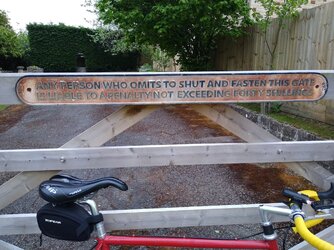 ANY PERSON WHO OMITS TO SHUT AND FASTEN THIS GATE
IS LIABLE TO A PENALTY NOT EXCEEDING FORTY SHILLINGS